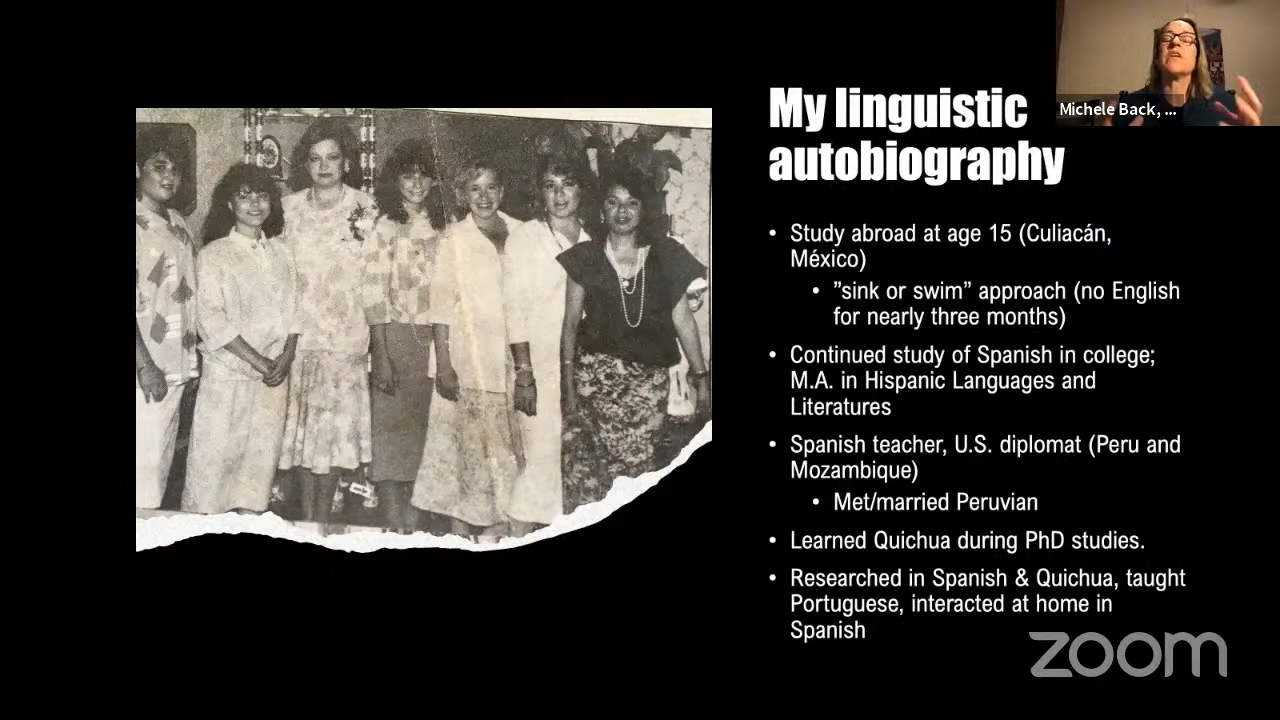 My linguistic
autobiography
Michele Back, ...
• Study abroad at age 15 (Culiacán,
México)
• ”sink or swim” approach (no English
for nearly three months)
• Continued study of Spanish in college;
M.A. in Hispanic Languages and
Literatures
• Spanish teacher, U.S. diplomat (Peru and
Mozambique)
• Met/married Peruvian
• Learned Quichua during PhD studies.
• Researched in Spanish & Quichua, taught
Portuguese, interacted at home in
Spanish
zoom